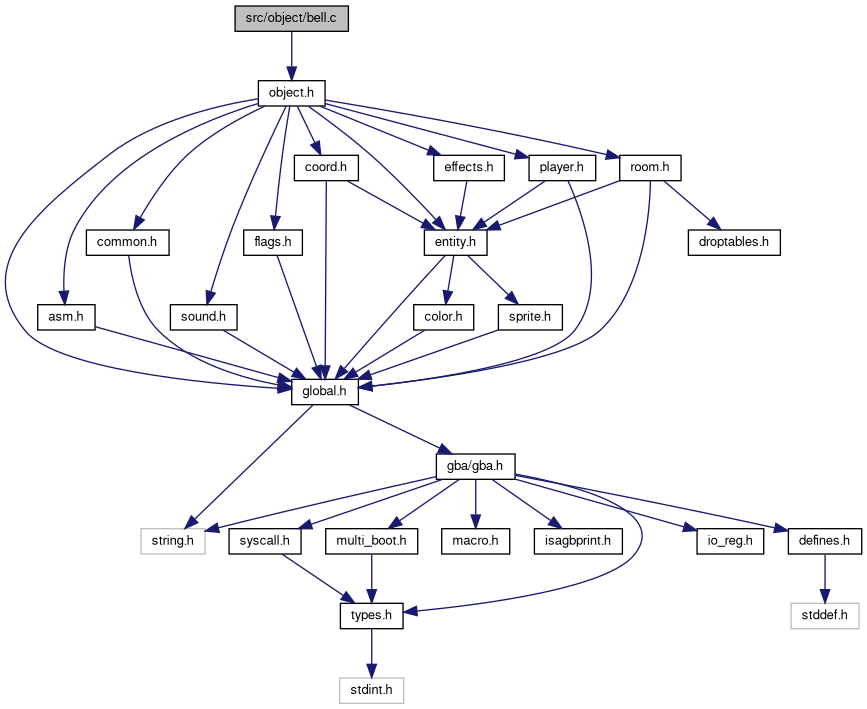 src/object/bell.c
object.h
coord.h
effects.h
player.h
room.h
common.h
flags.h
entity.h
droptables.h
asm.h
sound.h
color.h
sprite.h
global.h
gba/gba.h
string.h
syscall.h
multi_boot.h
macro.h
isagbprint.h
io_reg.h
defines.h
types.h
stddef.h
stdint.h